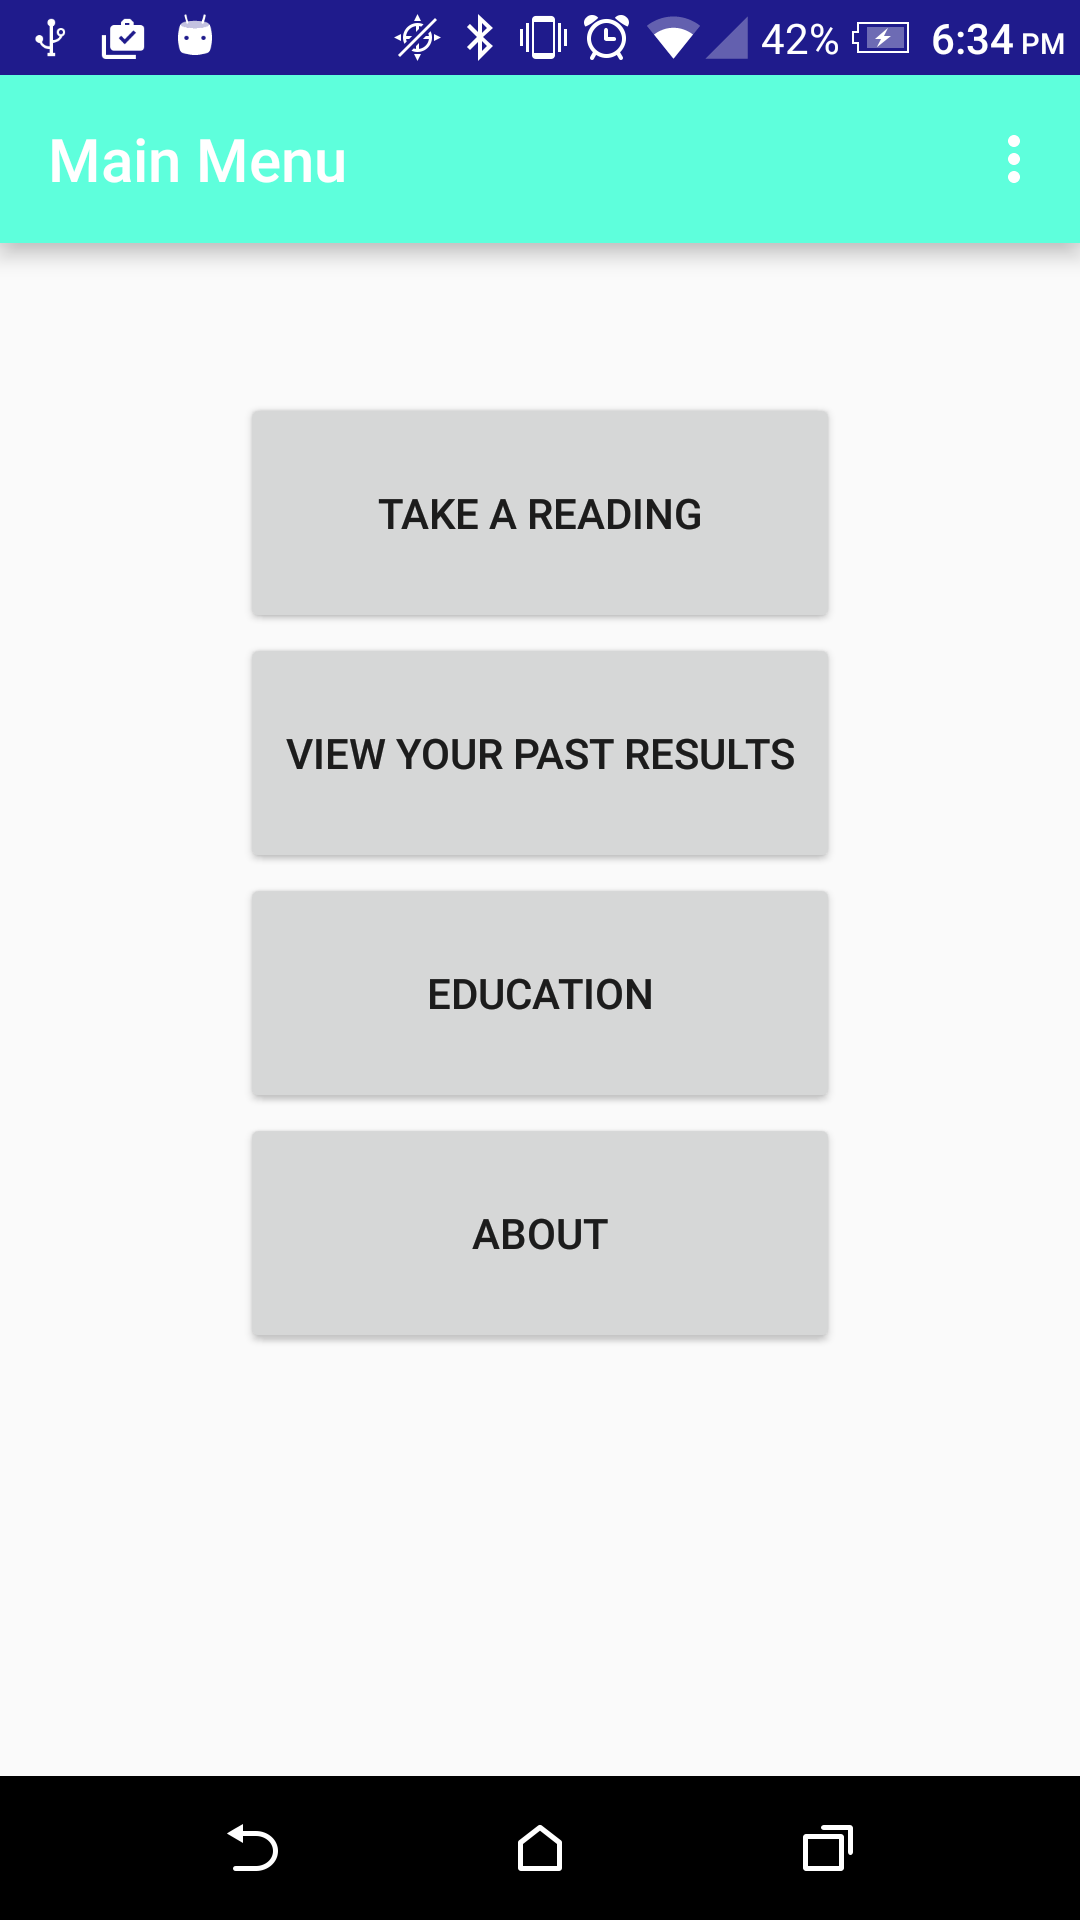 42% 6:34 PM
Main Menu
TAKE A READING
VIEW YOUR PAST RESULTS
EDUCATION
ABOUT